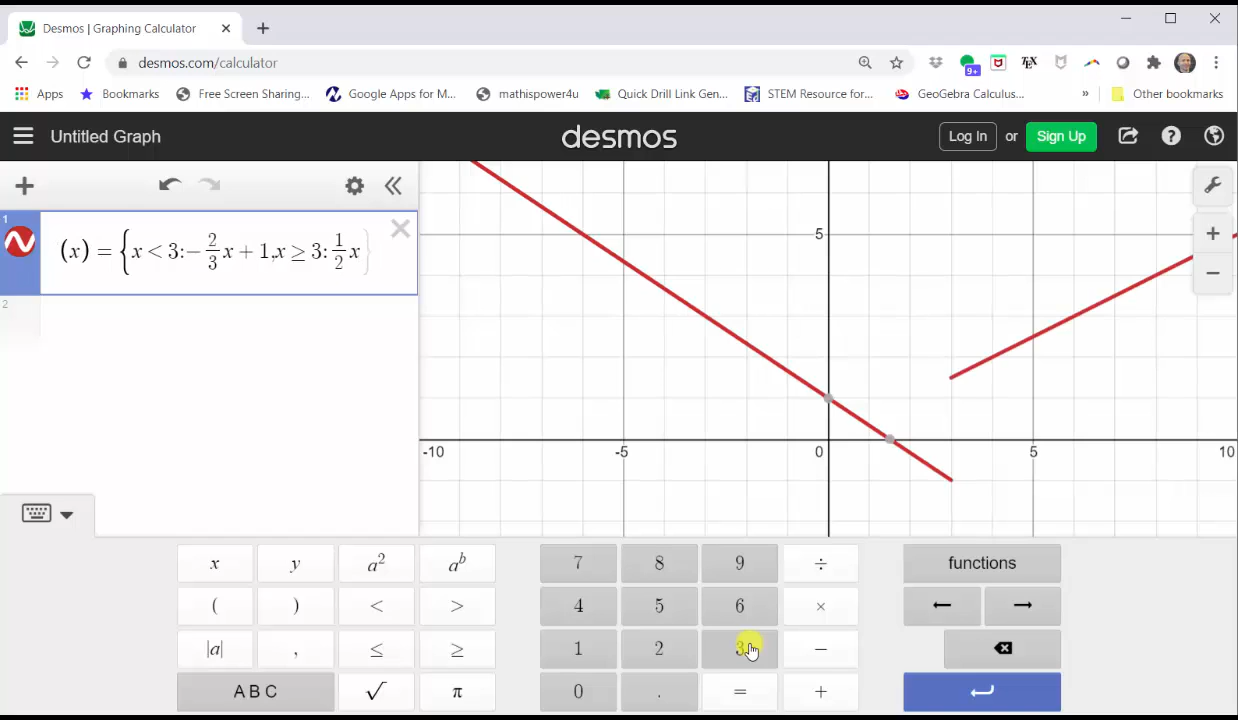 Desmos | Graphing Calculator
desmos.com/calculator
9+
TEX
Apps Bookmarks Free Screen Sharing... Google Apps for M... mathispower4u Quick Drill Link Gen... STEM Resource for... GeoGebra Calculus... » Other bookmarks
Untitled Graph desmos Log In or Sign Up ?
+ «
1
(x) = {x < 3:−2/3x + 1,x ≥ 3:1/2x}
2
5
-10 -5 0 5 10
+
−
x y a² a^b 7 8 9 ÷ functions
( ) < > 4 5 6 × ← →
|a| , ≤ ≥ 1 2 3 −
A B C √ π 0 . = +